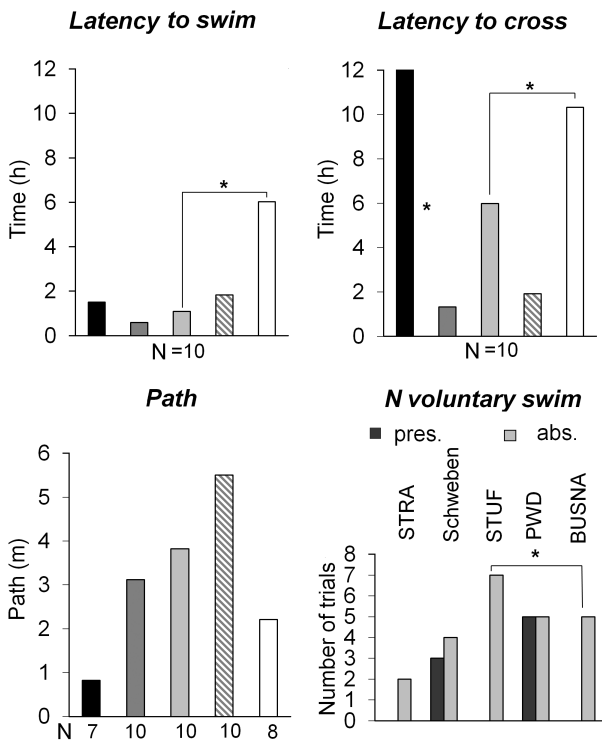 Latency to swim
Latency to cross
Time (h)
12
10
8
6
4
2
0
*
N =10
Time (h)
12
10
8
6
4
2
0
*
*
N =10
Path
N voluntary swim
Path (m)
6
5
4
3
2
1
0
N 7 10 10 10 8
pres. abs.
STRA
Schweben
STUF
PWD
BUSNA
Number of trials
8
7
6
5
4
3
2
1
0
*